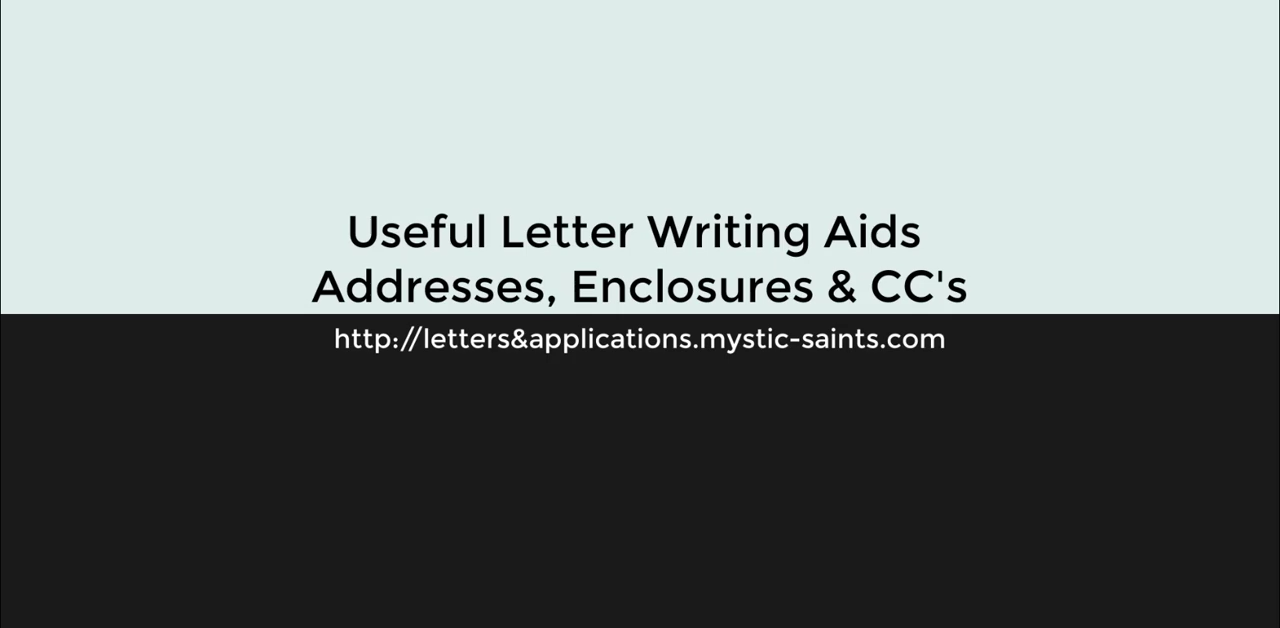 Useful Letter Writing Aids
Addresses, Enclosures & CC's
http://letters&applications.mystic-saints.com